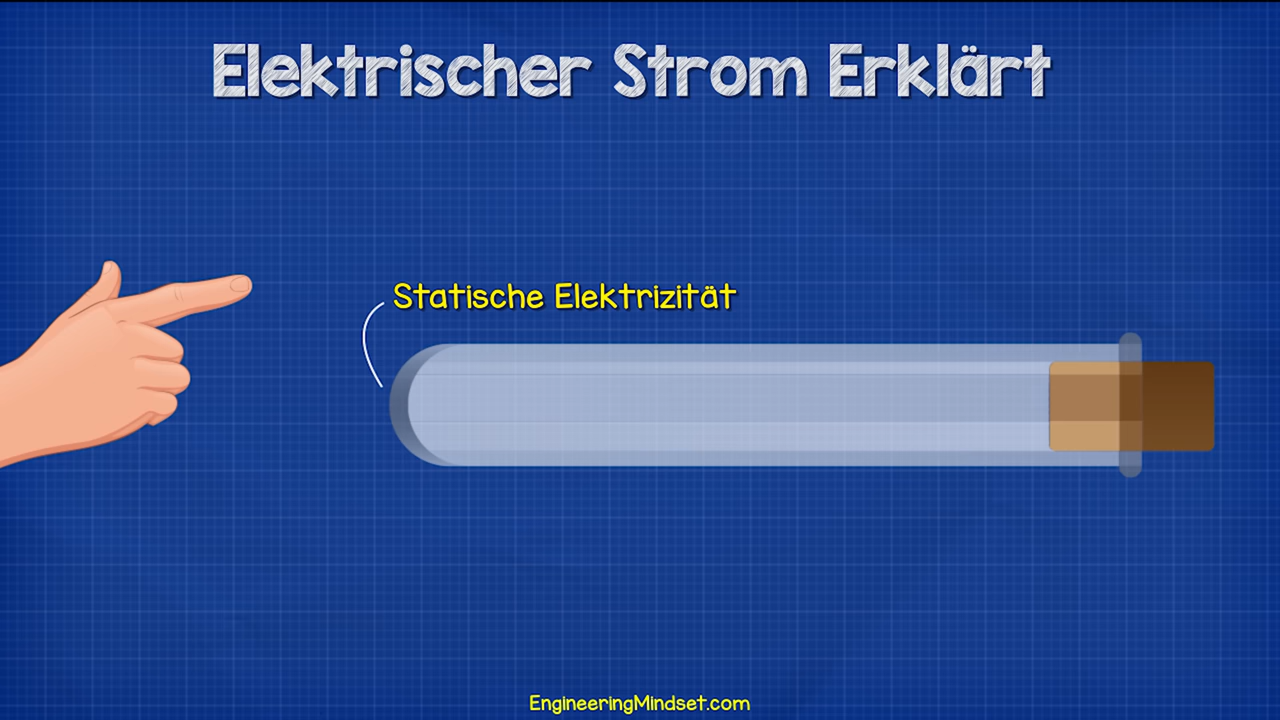 Elektrischer Strom Erklärt
Statische Elektrizität
EngineeringMindset.com